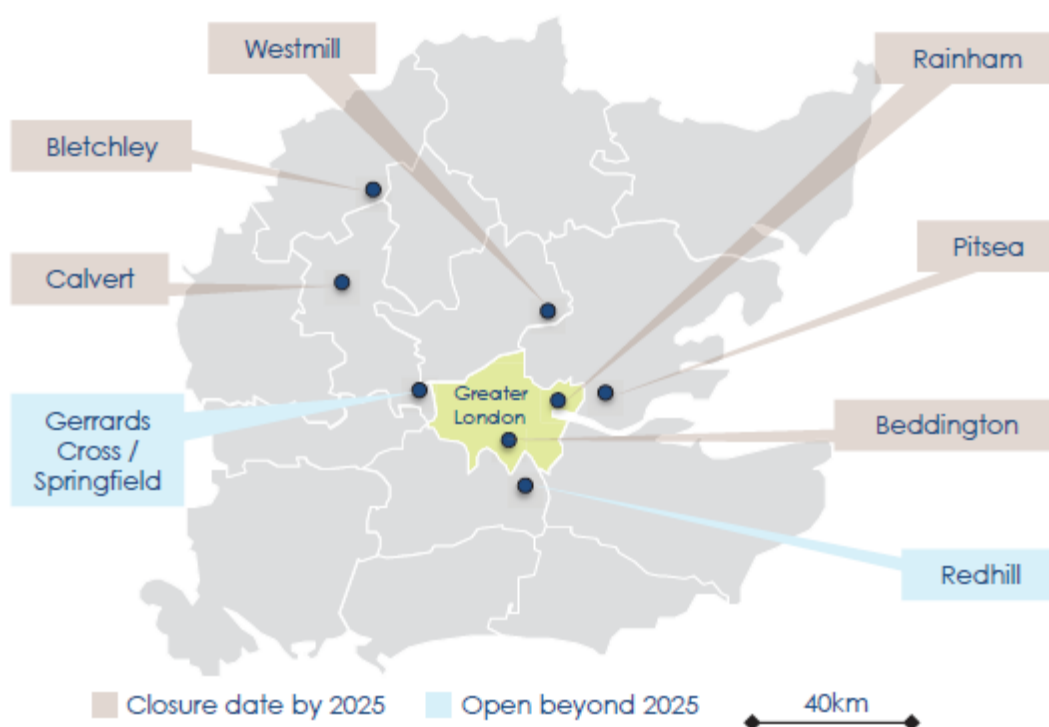 Westmill
Rainham
Bletchley
Pitsea
Calvert
Greater
London
Gerrards
Cross /
Springfield
Beddington
Redhill
Closure date by 2025
Open beyond 2025
40km